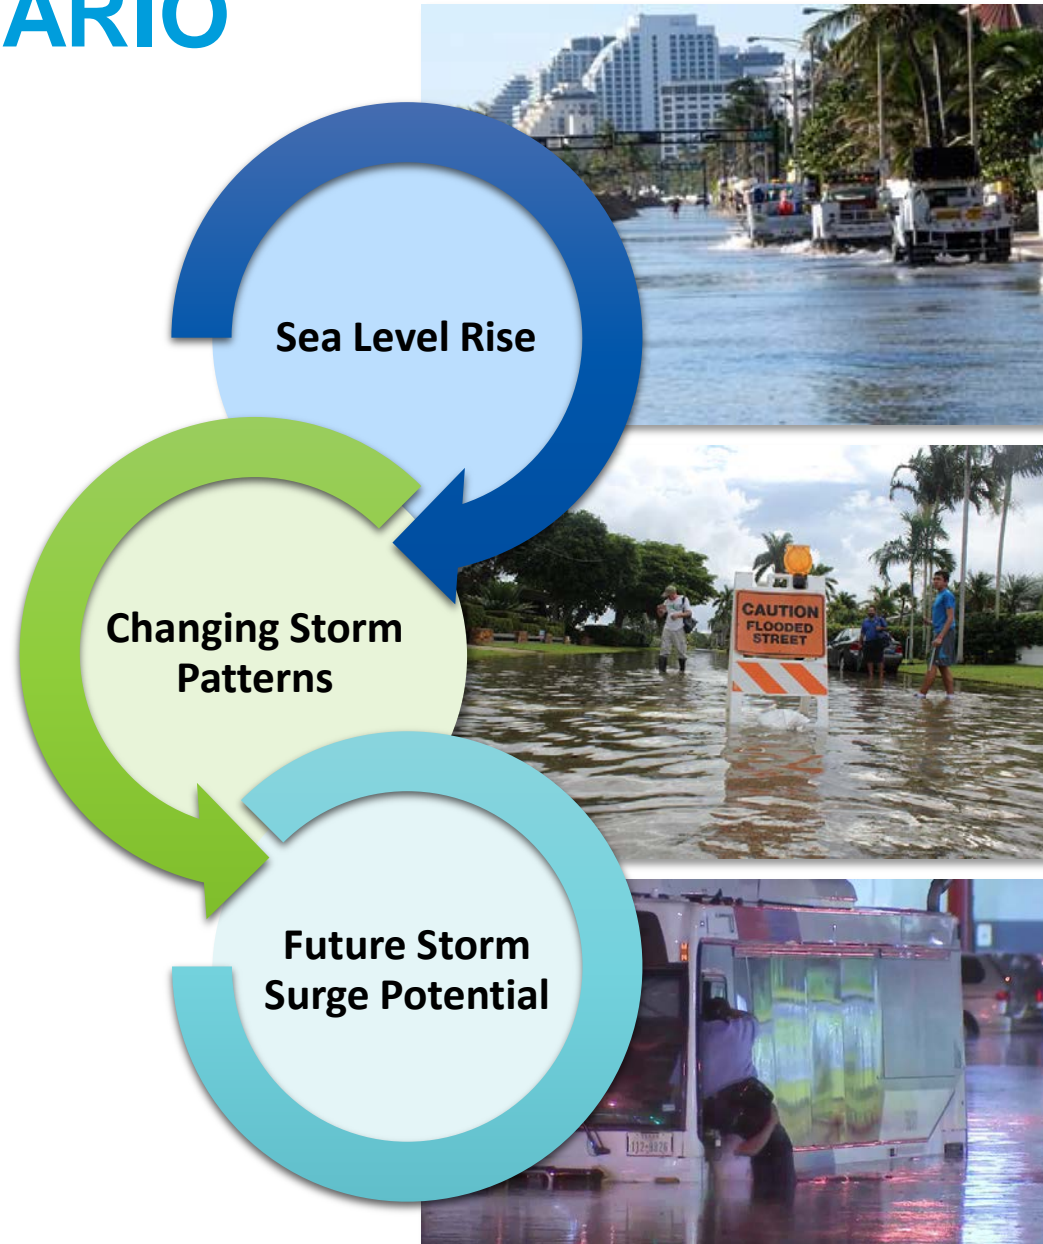 ARIO
Sea Level Rise
CAUTION
FLOODED
STREET
Changing Storm
Patterns
Future Storm
Surge Potential